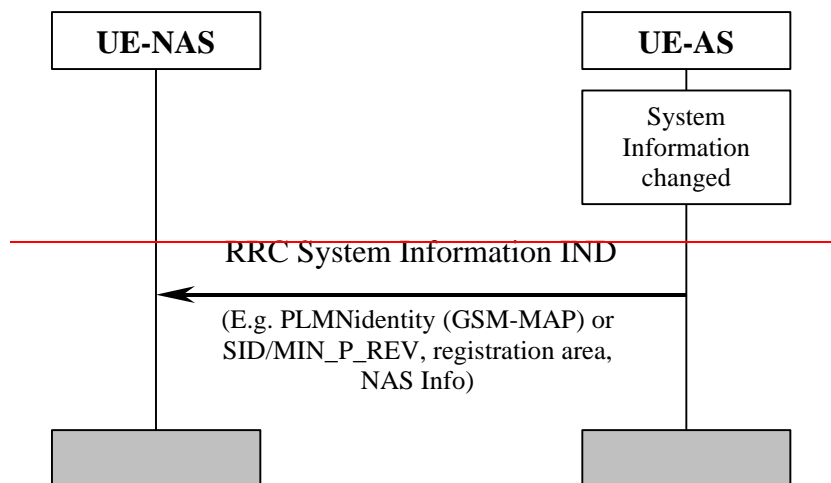 UE-NAS
UE-AS
System
Information
changed
RRC System Information IND
(E.g. PLMNidentity (GSM-MAP) or
SID/MIN_P_REV, registration area,
NAS Info)